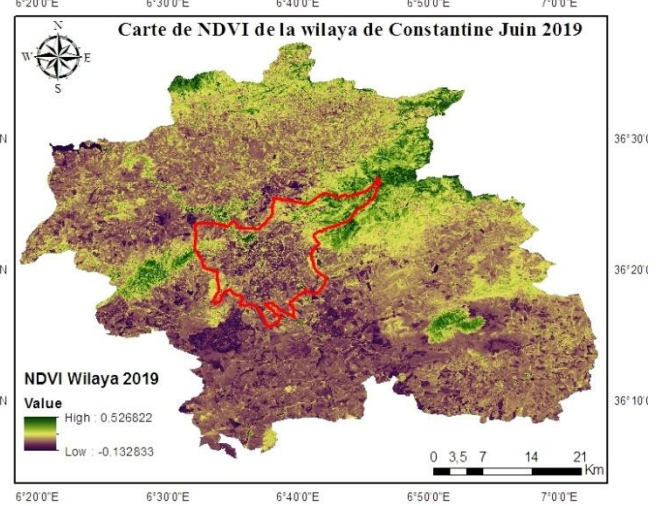 6°20'0"E 6°30'0"E 6°40'0"E 6°50'0"E 7°0'0"E
Carte de NDVI de la wilaya de Constantine Juin 2019
N
W E
S
N 36°30'
N 36°20'
N 36°10'
NDVI Wilaya 2019
Value
High : 0,526822
Low : -0,132833
0 3,5 7 14 21
Km
6°20'0"E 6°30'0"E 6°40'0"E 6°50'0"E 7°0'0"E